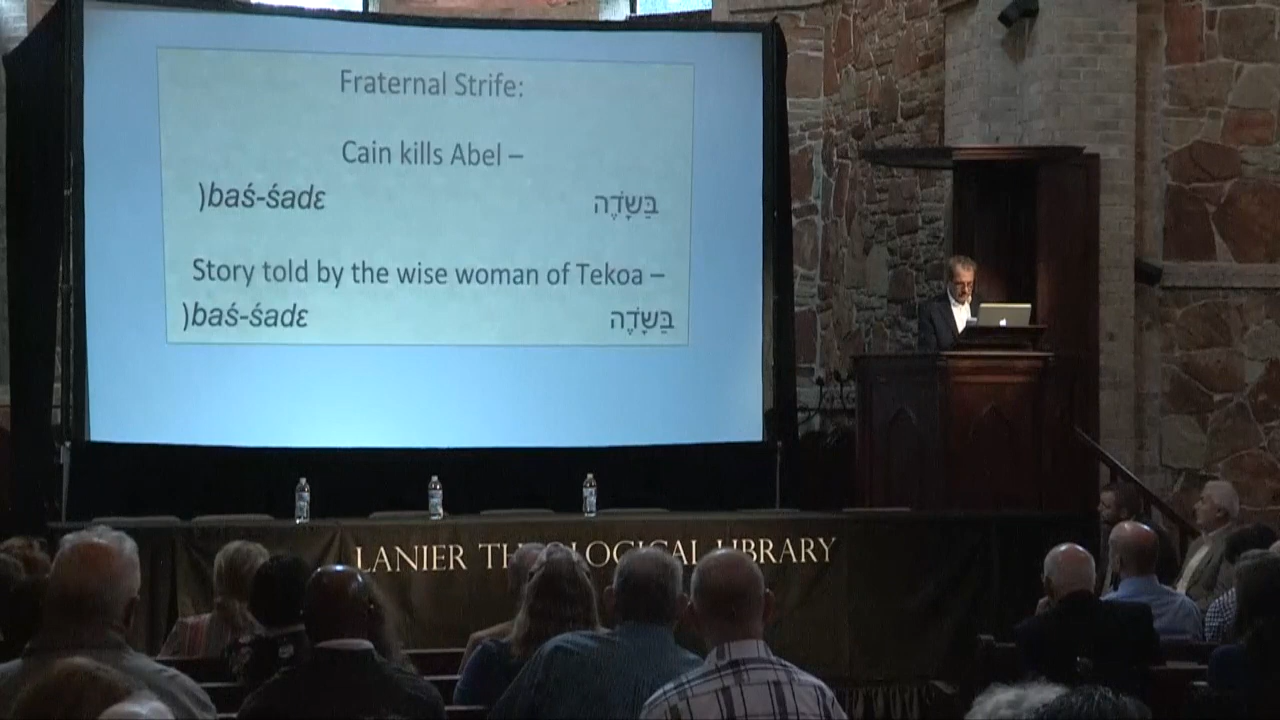 Fraternal Strife:
Cain kills Abel –
)baś-śadɛ בַּשָּׂדֶה
Story told by the wise woman of Tekoa –
)baś-śadɛ בַּשָּׂדֶה
LANIER THEOLOGICAL LIBRARY